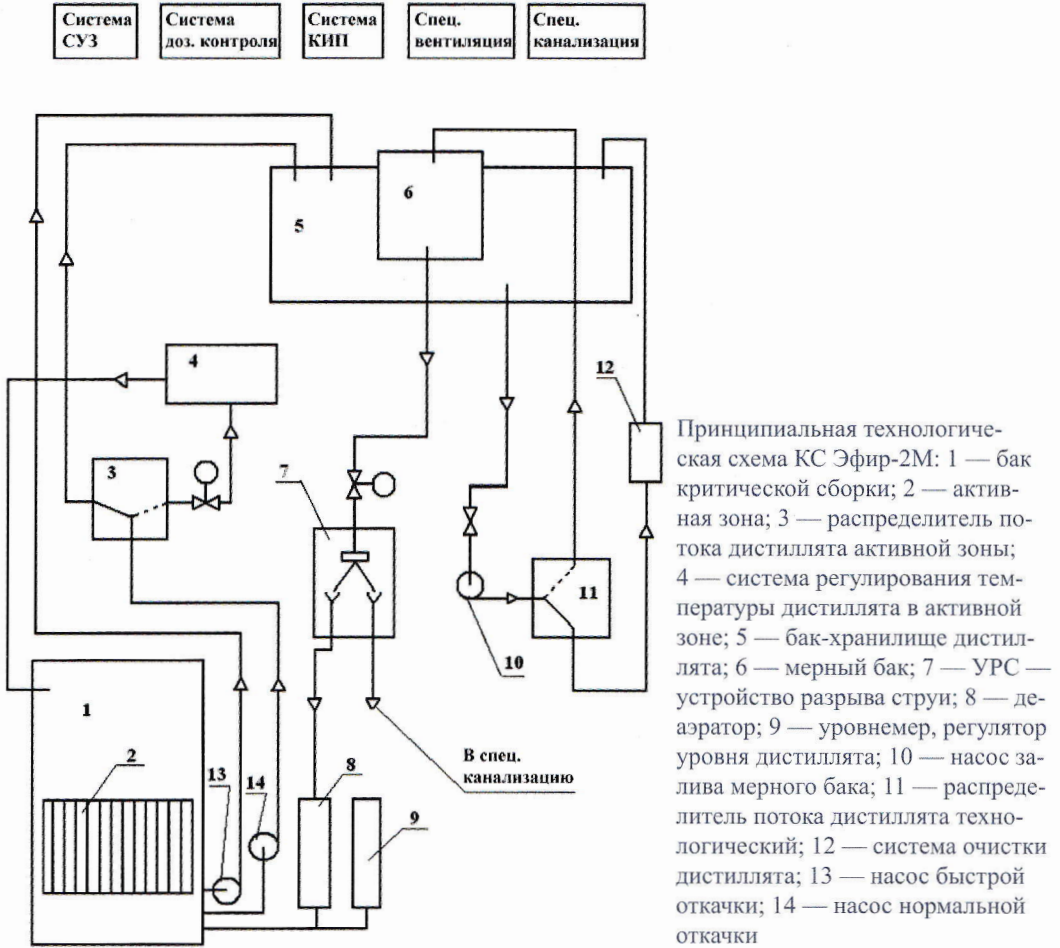 Система
СУЗ
Система
доз. контроля
Система
КИП
Спец.
вентиляция
Спец.
канализация
6
5
4
12
3
7
11
10
1
В спец.
канализацию
2
13
14
8
9
Принципиальная технологиче-
ская схема КС Эфир-2М: 1 — бак
критической сборки; 2 — актив-
ная зона; 3 — распределитель по-
тока дистиллята активной зоны;
4 — система регулирования тем-
пературы дистиллята в активной
зоне; 5 — бак-хранилище дистил-
лята; 6 — мерный бак; 7 — УРС —
устройство разрыва струи; 8 — де-
аэратор; 9 — уровнемер, регулятор
уровня дистиллята; 10 — насос за-
лива мерного бака; 11 — распреде-
литель потока дистиллята техно-
логический; 12 — система очистки
дистиллята; 13 — насос быстрой
откачки; 14 — насос нормальной
откачки